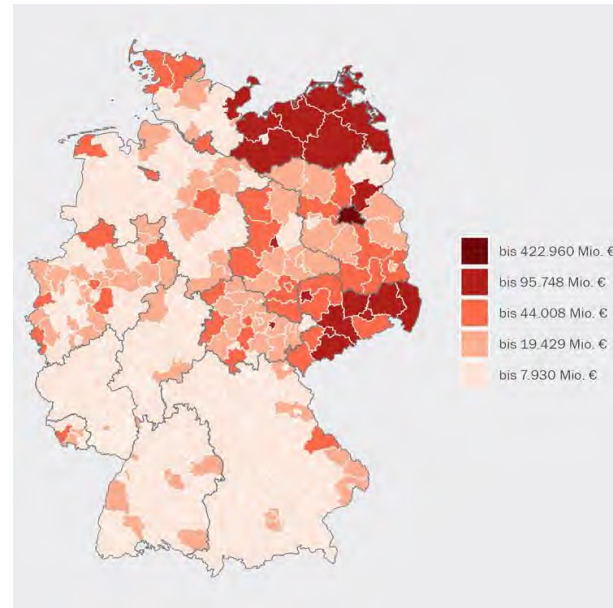 bis 422.960 Mio. €
bis 95.748 Mio. €
bis 44.008 Mio. €
bis 19.429 Mio. €
bis 7.930 Mio. €